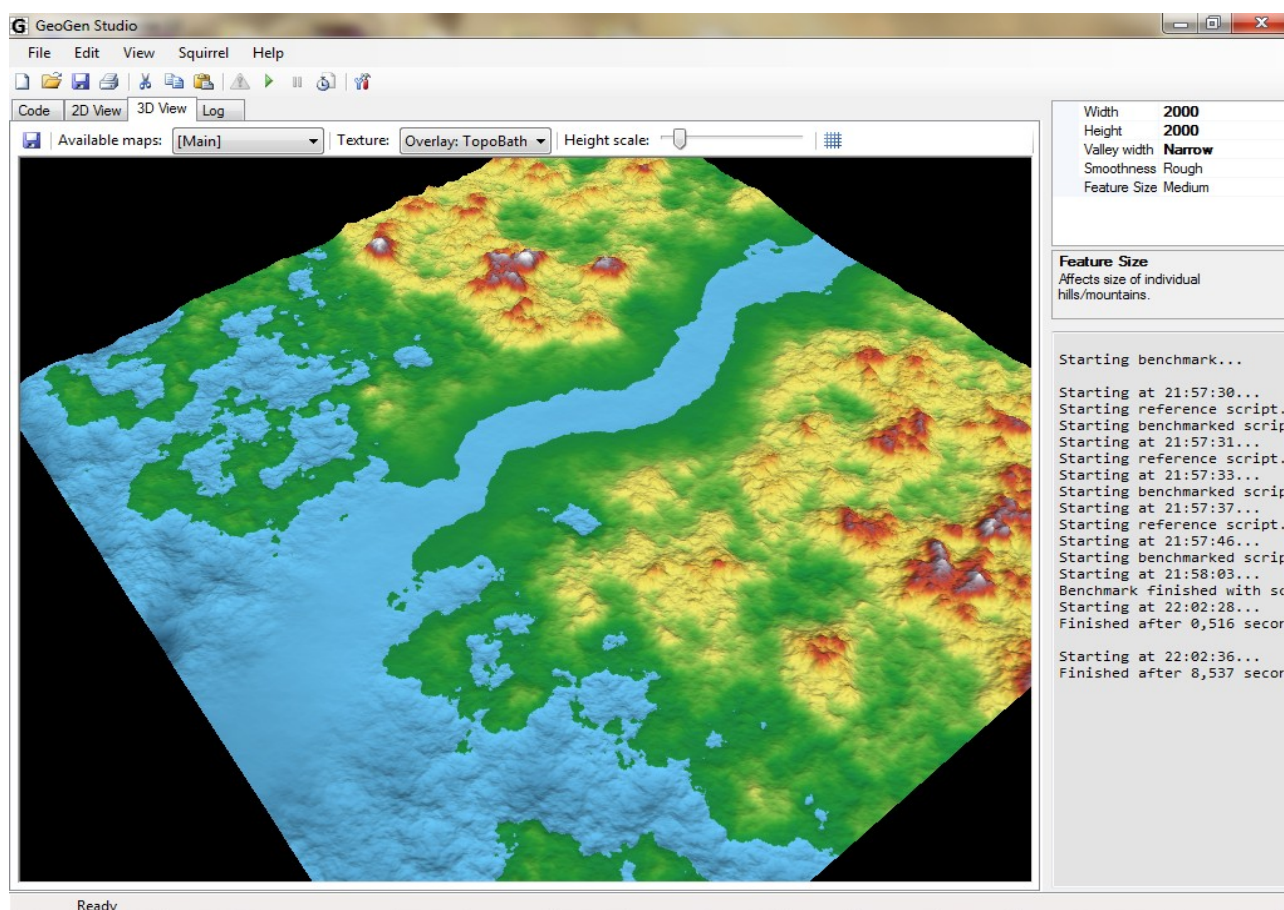 GeoGen Studio
File Edit View Squirrel Help
Code 2D View 3D View Log
Available maps: [Main] Texture: Overlay: TopoBath Height scale:
Width 2000
Height 2000
Valley width Narrow
Smoothness Rough
Feature Size Medium
Feature Size
Affects size of individual
hills/mountains.
Starting benchmark...
Starting at 21:57:30...
Starting reference script.
Starting benchmarked scrip
Starting at 21:57:31...
Starting reference script.
Starting at 21:57:33...
Starting benchmarked scrip
Starting at 21:57:37...
Starting reference script.
Starting at 21:57:46...
Starting benchmarked scrip
Starting at 21:58:03...
Benchmark finished with sc
Starting at 22:02:28...
Finished after 0,516 secon
Starting at 22:02:36...
Finished after 8,537 secon
Ready